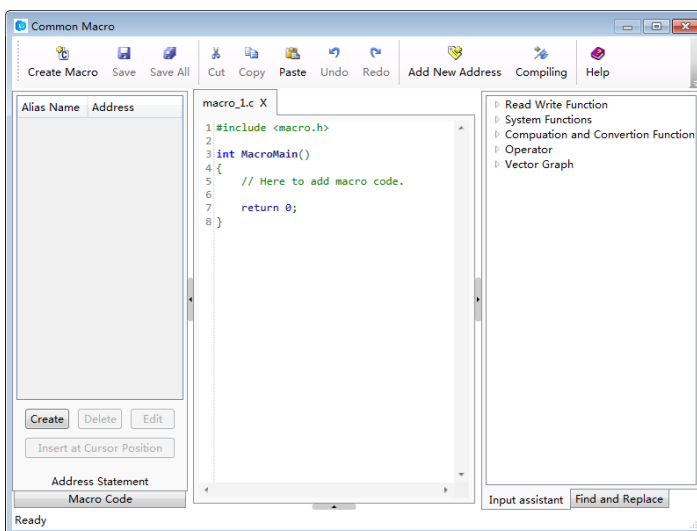 Common Macro
Create Macro Save Save All Cut Copy Paste Undo Redo Add New Address Compiling Help
Alias Name Address
macro_1.c X
1 #include <macro.h>
2
3 int MacroMain()
4 {
5 // Here to add macro code.
6
7 return 0;
8 }
Read Write Function
System Functions
Compuation and Convertion Function
Operator
Vector Graph
Create Delete Edit
Insert at Cursor Position
Address Statement
Macro Code
Input assistant Find and Replace
Ready